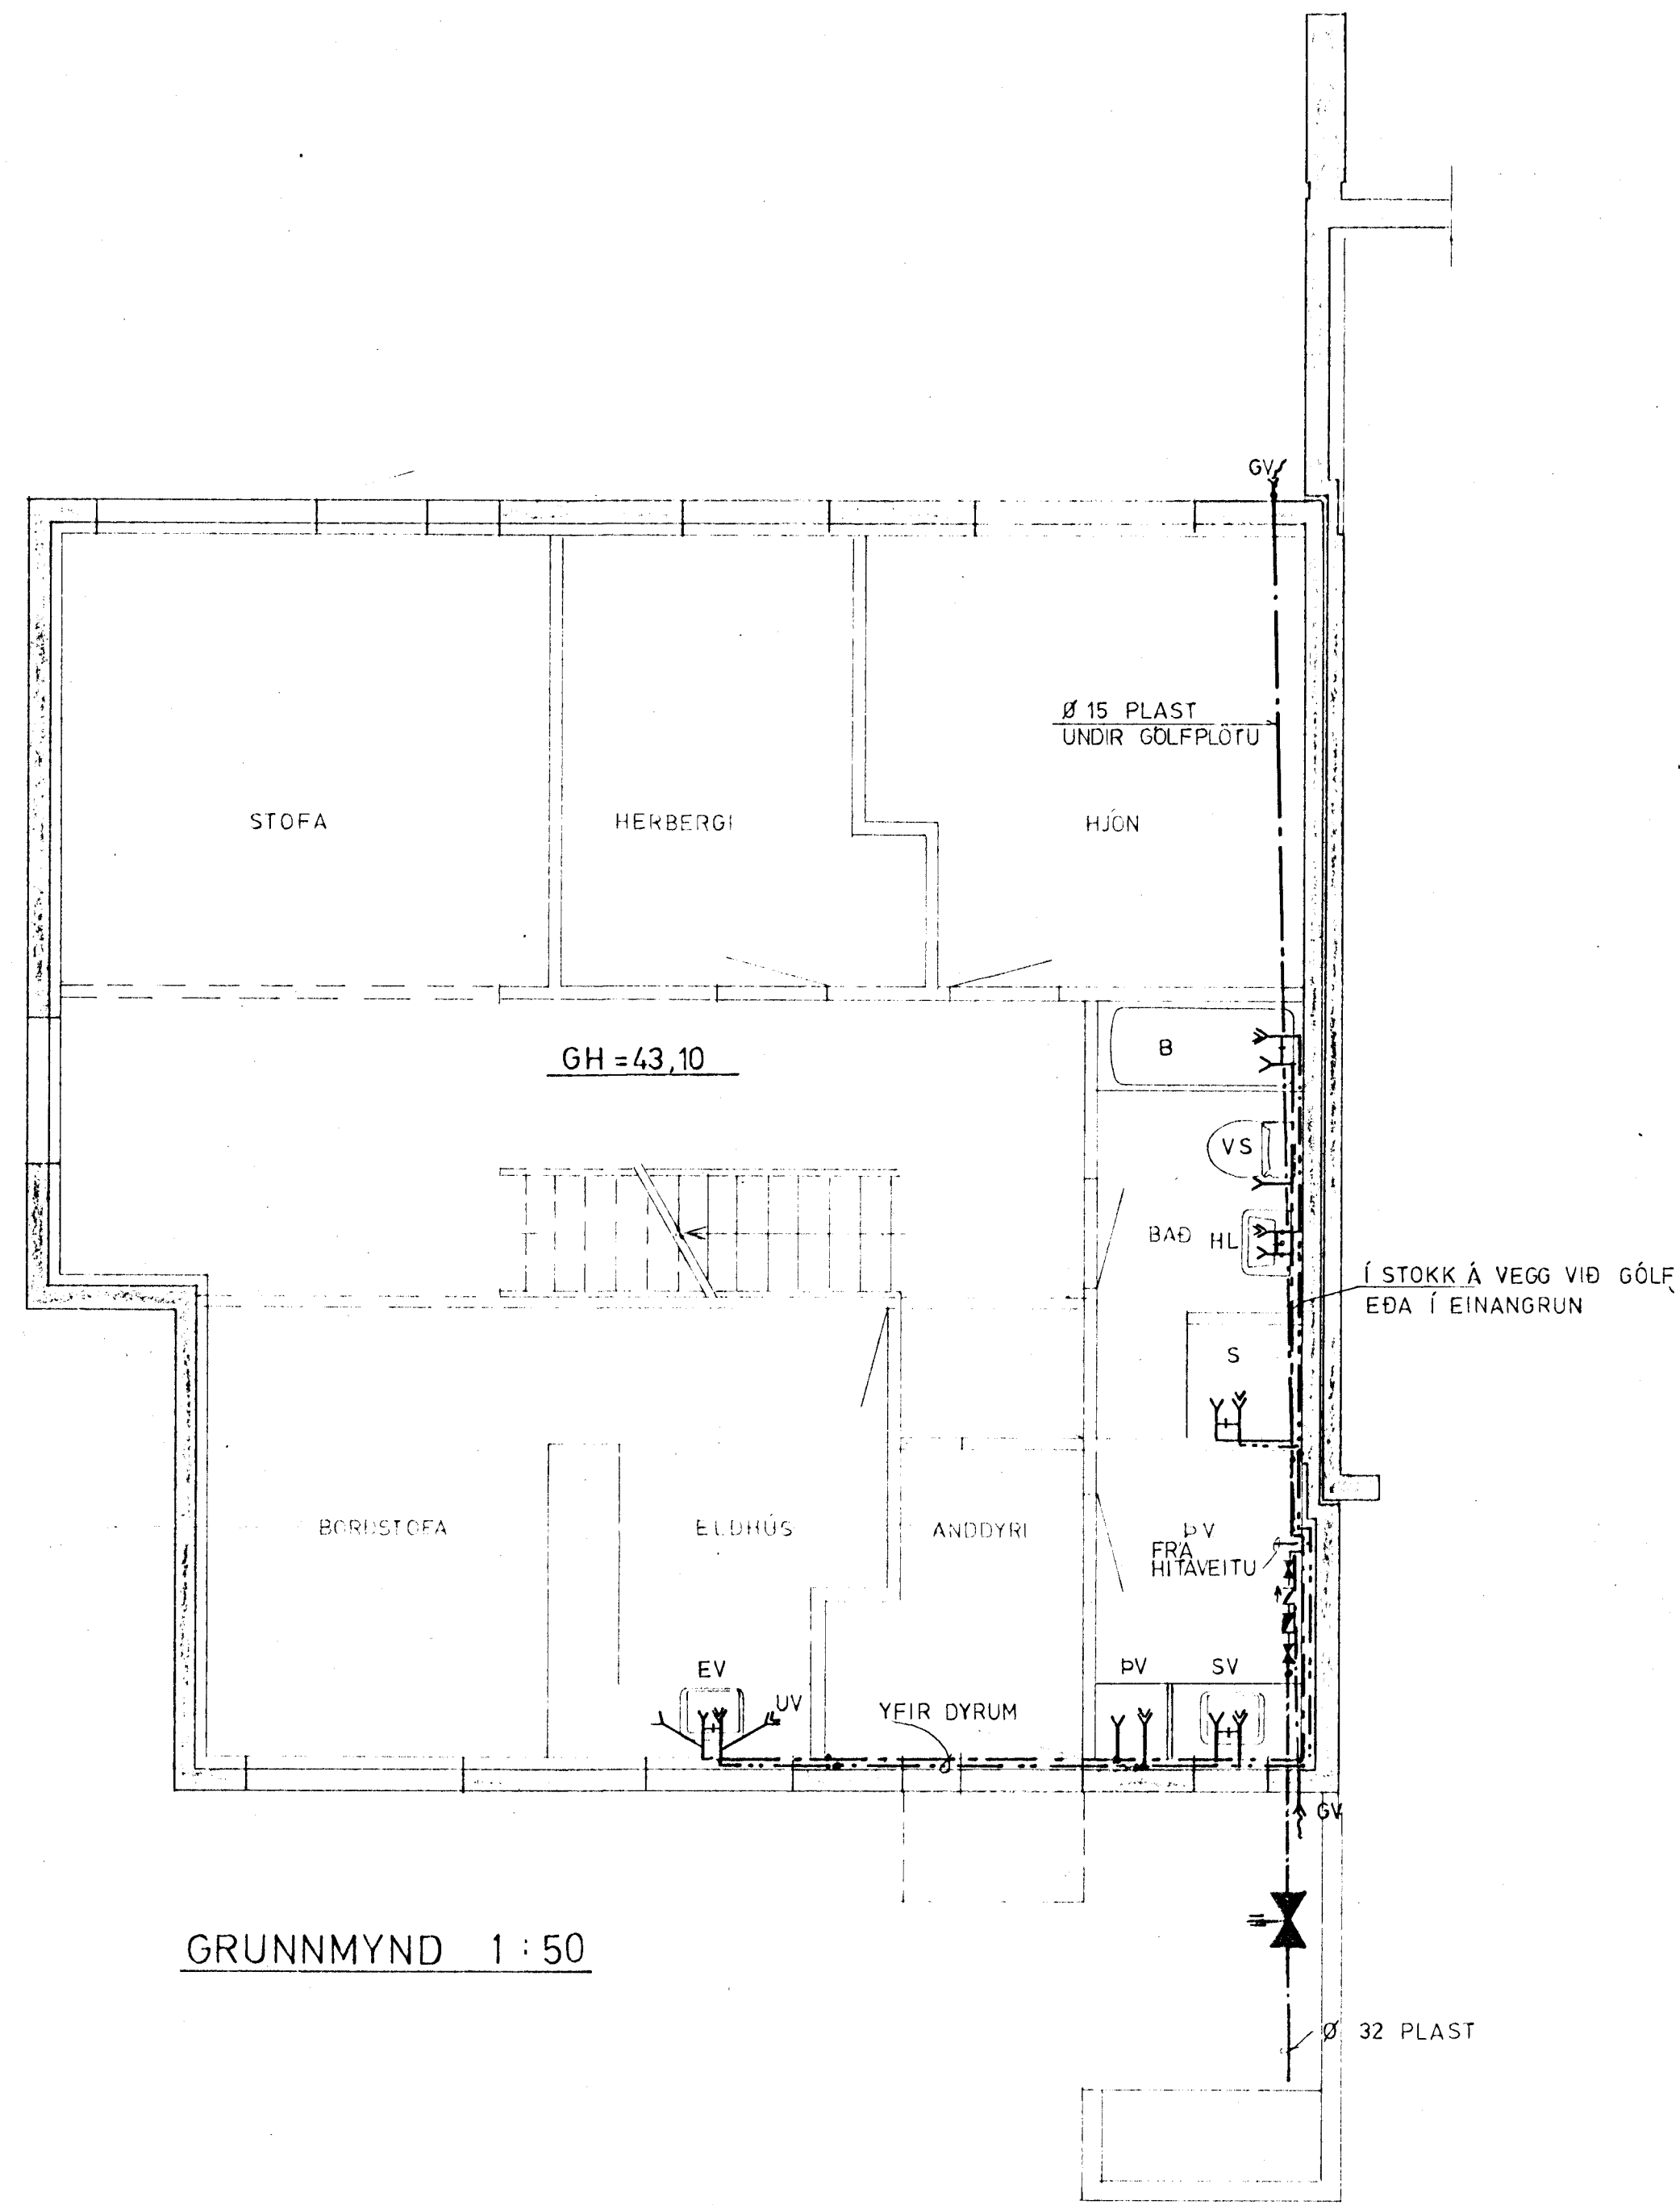 GV
Ø 15 PLAST
UNDIR GÓLFPLÖTU
STOFA
HERBERGI
HJÓN
GH = 43,10
B
VS
BAÐ
HL
Í STOKK Á VEGG VIÐ GÓLF,
EÐA Í EINANGRUN
S
BORÐSTOFA
ELDHÚS
ANDDYRI
ÞV
FRÁ
HITAVEITU
EV
UV
YFIR DYRUM
ÞV
SV
GV
GRUNNMYND 1 : 50
Ø 32 PLAST